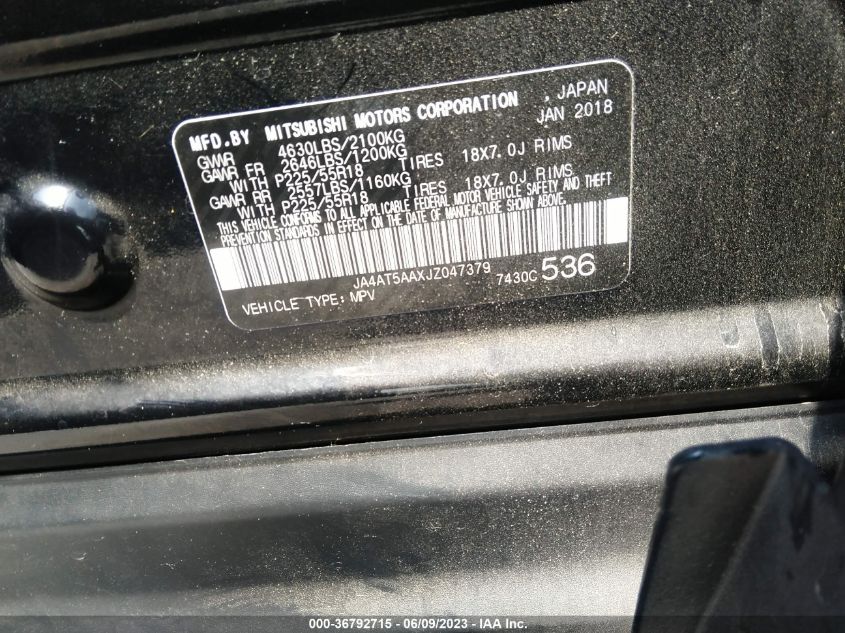 MFD.BY MITSUBISHI MOTORS CORPORATION , JAPAN
GVWR 4630LBS/2100KG JAN 2018
GAWR FR 2646LBS/1200KG
WITH P225/55R18 TIRES 18X7.0J RIMS
GAWR RR 2557LBS/1160KG
WITH P225/55R18 TIRES 18X7.0J RIMS
THIS VEHICLE CONFORMS TO ALL APPLICABLE FEDERAL MOTOR VEHICLE SAFETY AND THEFT
PREVENTION STANDARDS IN EFFECT ON THE DATE OF MANUFACTURE SHOWN ABOVE.
JA4AT5AAXJZ047379 7430C 536
VEHICLE TYPE: MPV
000-36792715 - 06/09/2023 - IAA Inc.